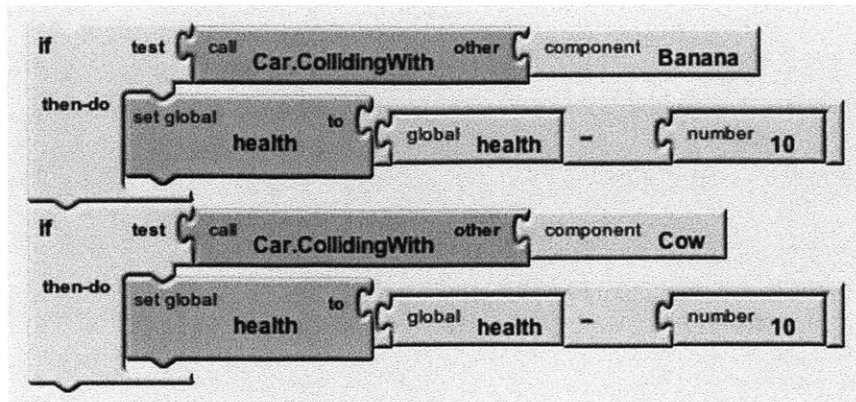 if test call Car.CollidingWith other component Banana
then-do set global health to global health - number 10
if test call Car.CollidingWith other component Cow
then-do set global health to global health - number 10